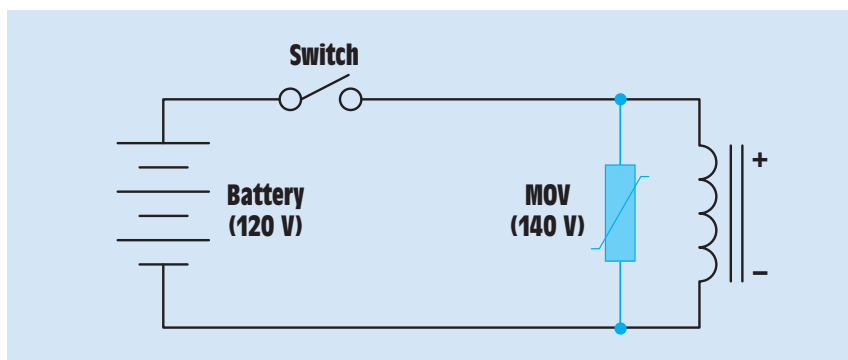 Switch
Battery
(120 V)
MOV
(140 V)
+
−